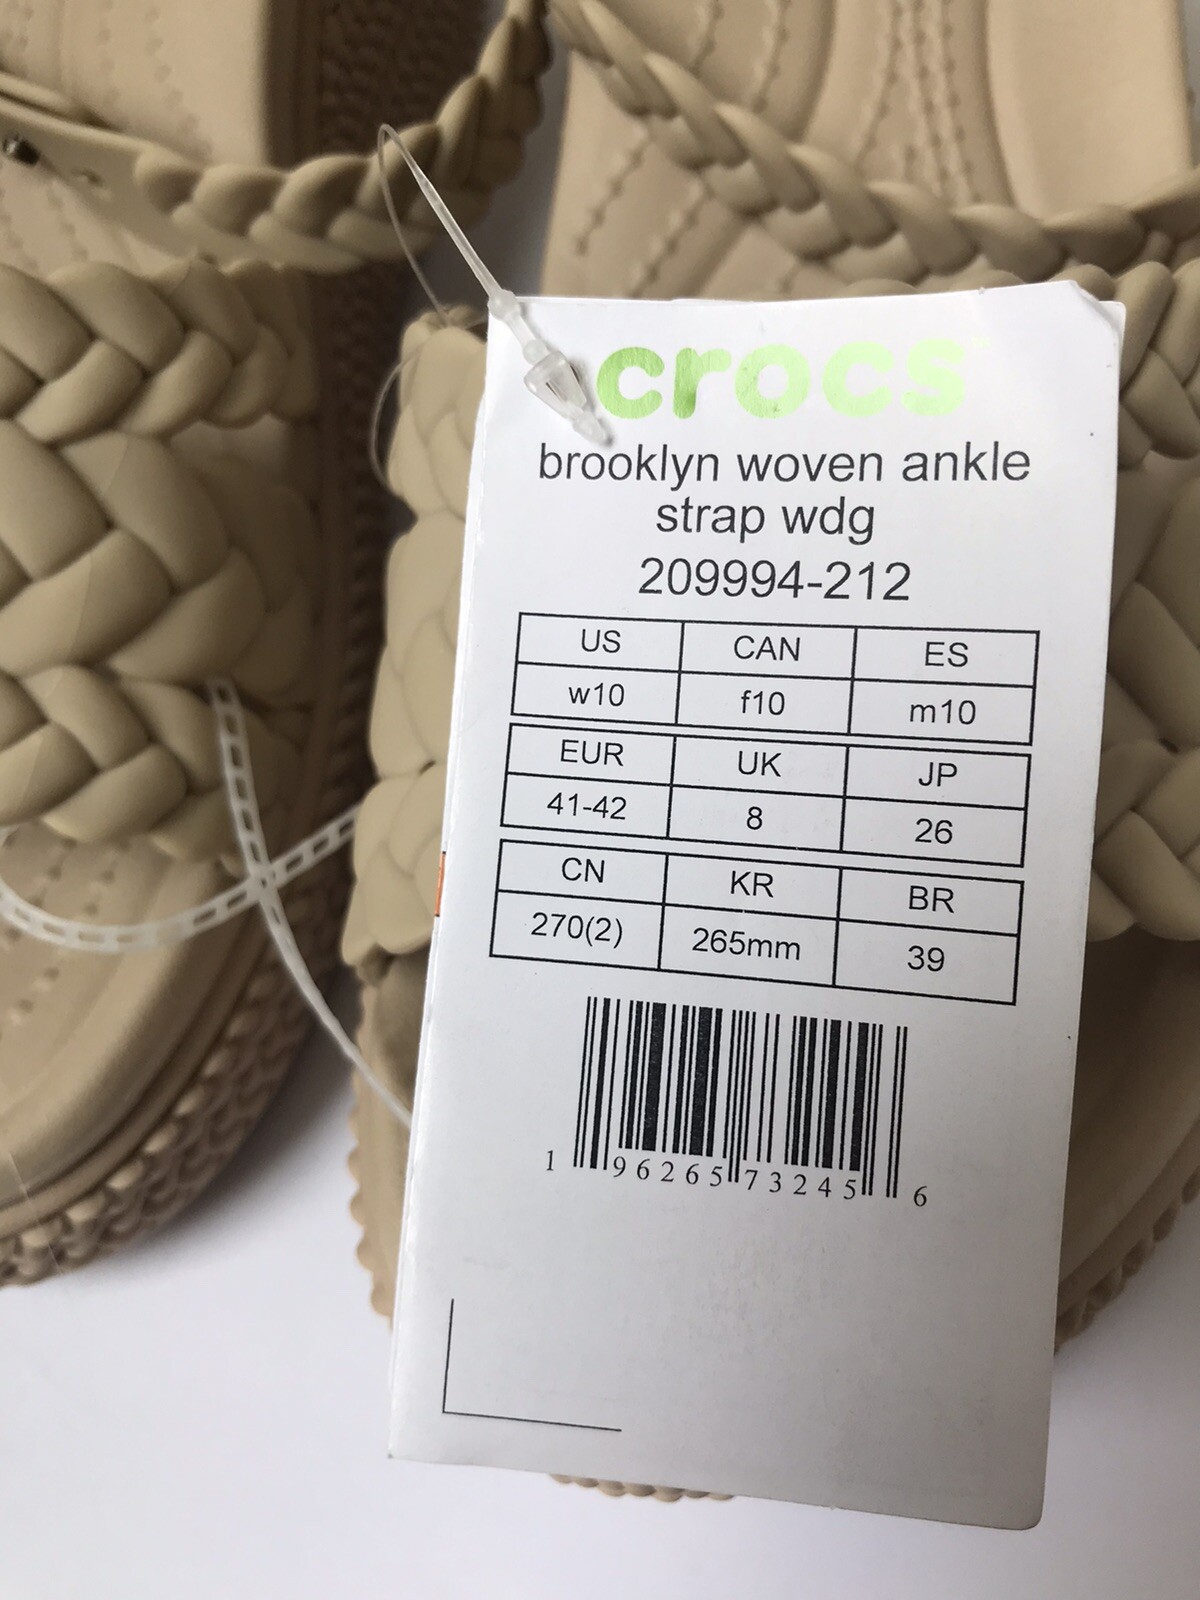 crocs™
brooklyn woven ankle
strap wdg
209994-212
US CAN ES
w10 f10 m10
EUR UK JP
41-42 8 26
CN KR BR
270(2) 265mm 39
1 96265 73245 6